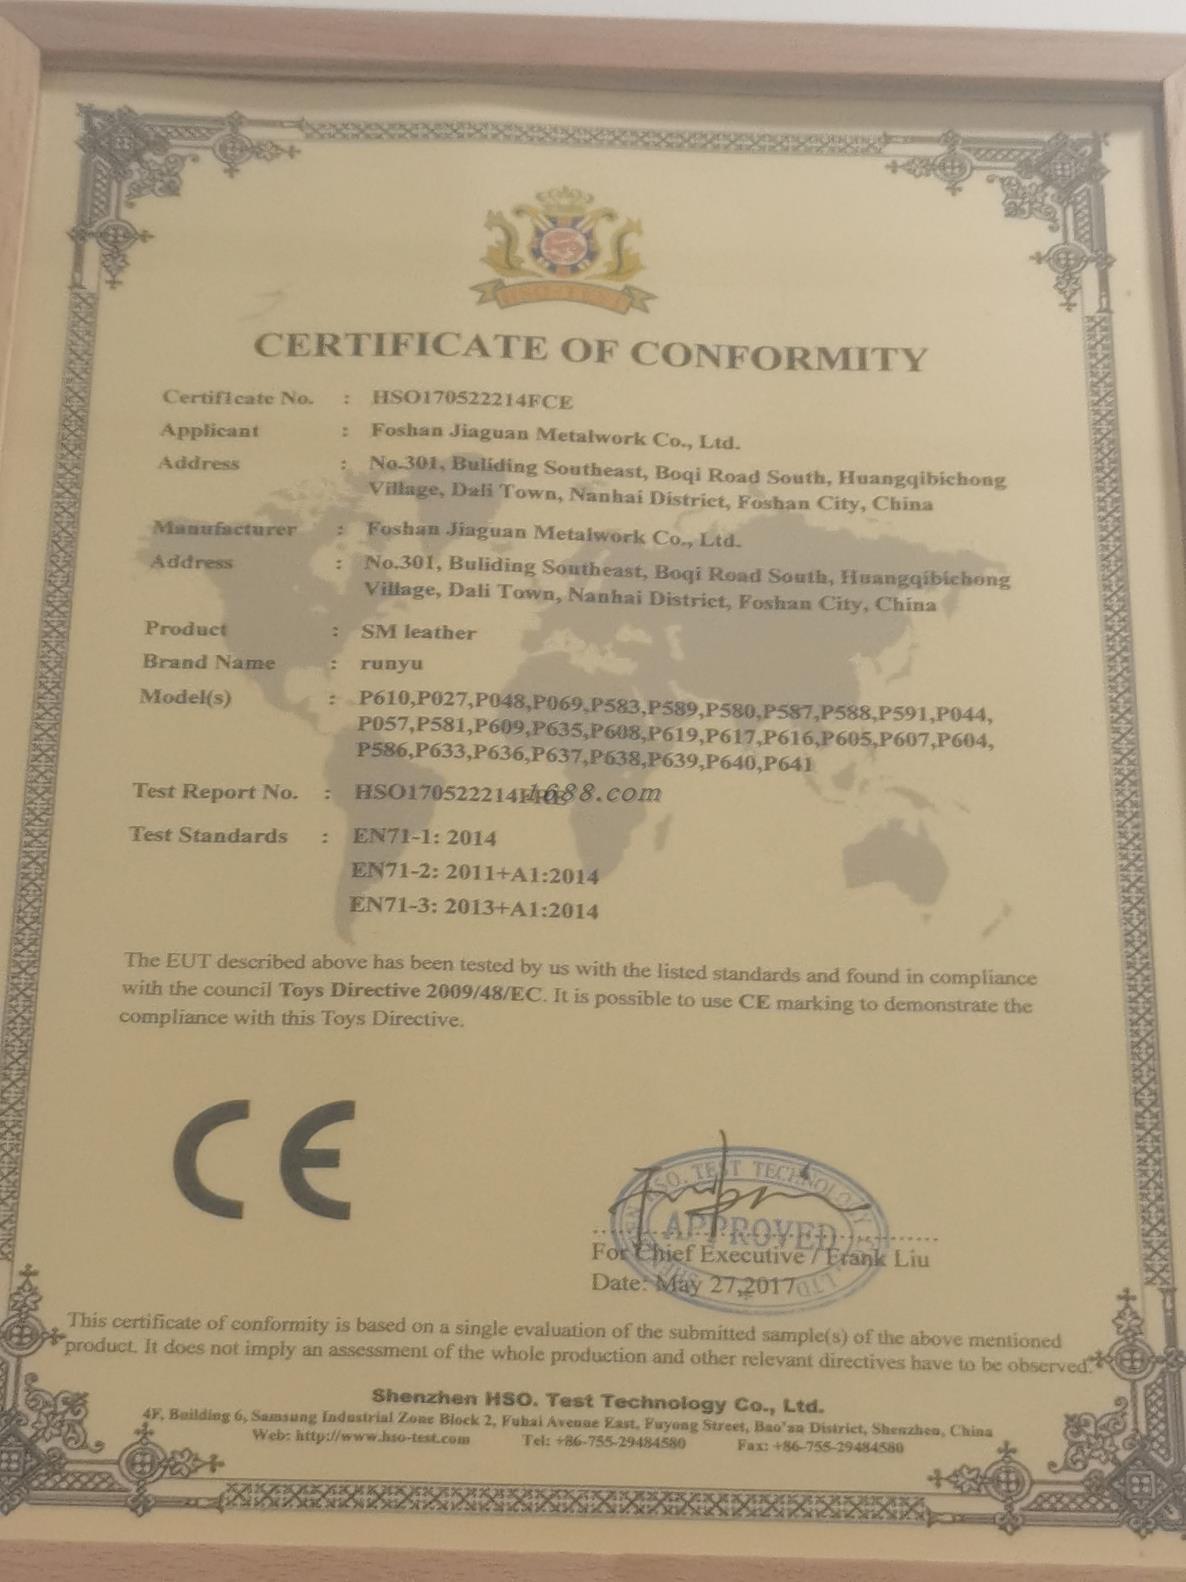 HSO-TEST
CERTIFICATE OF CONFORMITY
Certificate No. : HSO170522214FCE
Applicant : Foshan Jiaguan Metalwork Co., Ltd.
Address : No.301, Buliding Southeast, Boqi Road South, Huangqibichong
Village, Dali Town, Nanhai District, Foshan City, China
Manufacturer : Foshan Jiaguan Metalwork Co., Ltd.
Address : No.301, Buliding Southeast, Boqi Road South, Huangqibichong
Village, Dali Town, Nanhai District, Foshan City, China
Product : SM leather
Brand Name : runyu
Model(s) : P610,P027,P048,P069,P583,P589,P580,P587,P588,P591,P044,
P057,P581,P609,P635,P608,P619,P617,P616,P605,P607,P604,
P586,P633,P636,P637,P638,P639,P640,P641
Test Report No. :
1688.com
Test Standards : EN71-1: 2014
EN71-2: 2011+A1:2014
EN71-3: 2013+A1:2014
The EUT described above has been tested by us with the listed standards and found in compliance
with the council Toys Directive 2009/48/EC. It is possible to use CE marking to demonstrate the
compliance with this Toys Directive.
CE
APPROVED
For Chief Executive / Frank Liu
Date: May 27,2017
This certificate of conformity is based on a single evaluation of the submitted sample(s) of the above mentioned
product. It does not imply an assessment of the whole production and other relevant directives have to be observed.
Shenzhen HSO. Test Technology Co., Ltd.
4F, Building 6, Samsung Industrial Zone Block 2, Fuhai Avenue East, Fuyong Street, Bao'an District, Shenzhen, China
Web: http://www.hso-test.com Tel: +86-755-29484580 Fax: +86-755-29484580